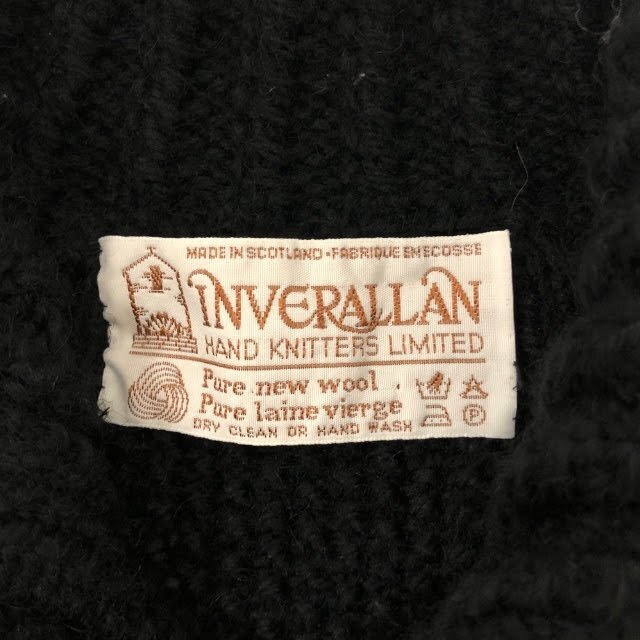 MADE IN SCOTLAND · FABRIQUE EN ECOSSE
INVERALLAN
HAND KNITTERS LIMITED
Pure new wool
Pure laine vierge
DRY CLEAN OR HAND WASH
P